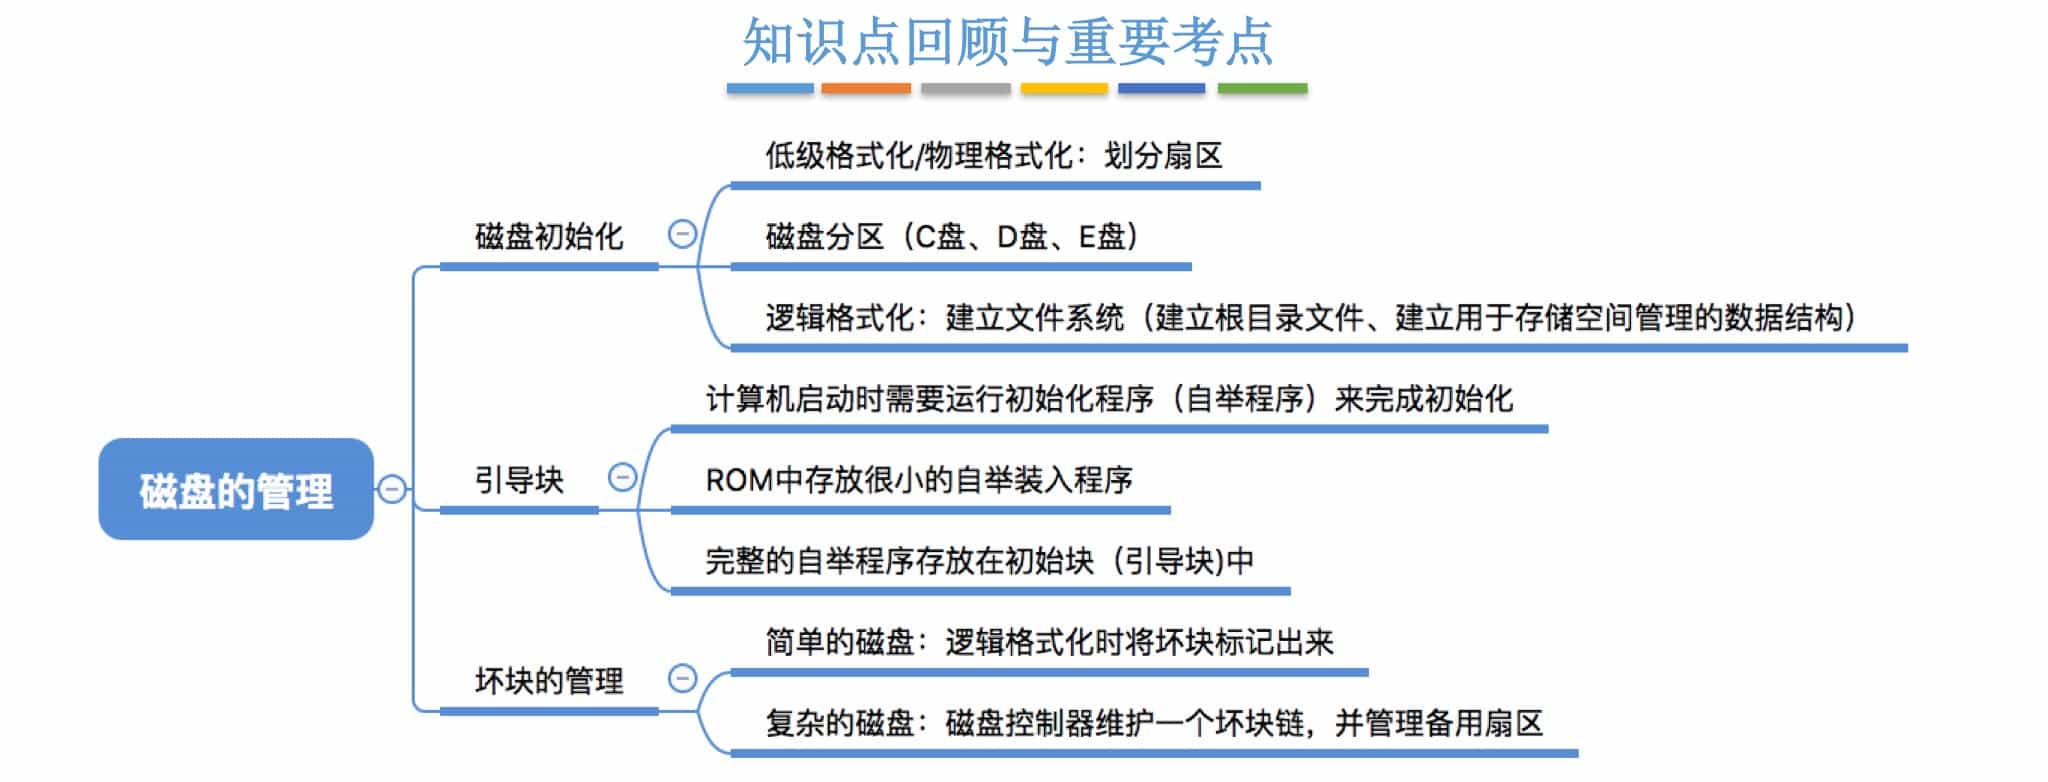 知识点回顾与重要考点
磁盘的管理
磁盘初始化
低级格式化/物理格式化：划分扇区
磁盘分区（C盘、D盘、E盘）
逻辑格式化：建立文件系统（建立根目录文件、建立用于存储空间管理的数据结构）
引导块
计算机启动时需要运行初始化程序（自举程序）来完成初始化
ROM中存放很小的自举装入程序
完整的自举程序存放在初始块（引导块)中
坏块的管理
简单的磁盘：逻辑格式化时将坏块标记出来
复杂的磁盘：磁盘控制器维护一个坏块链，并管理备用扇区